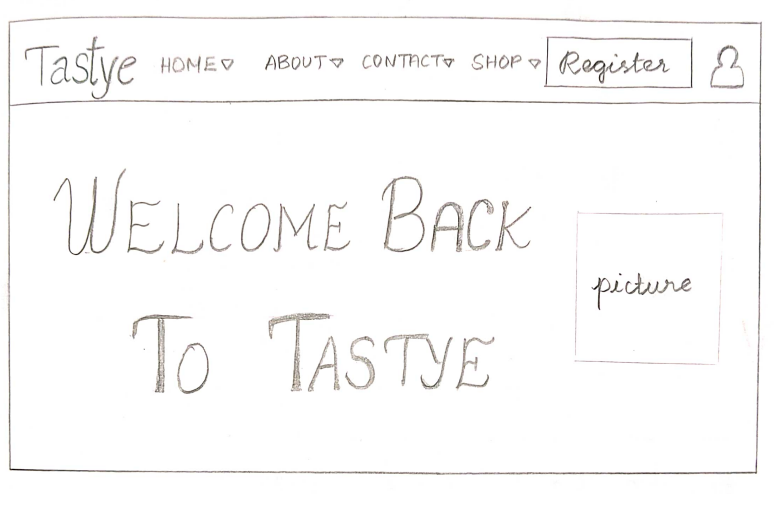 Tastye HOME ABOUT CONTACT SHOP Register
WELCOME BACK
picture
TO TASTYE